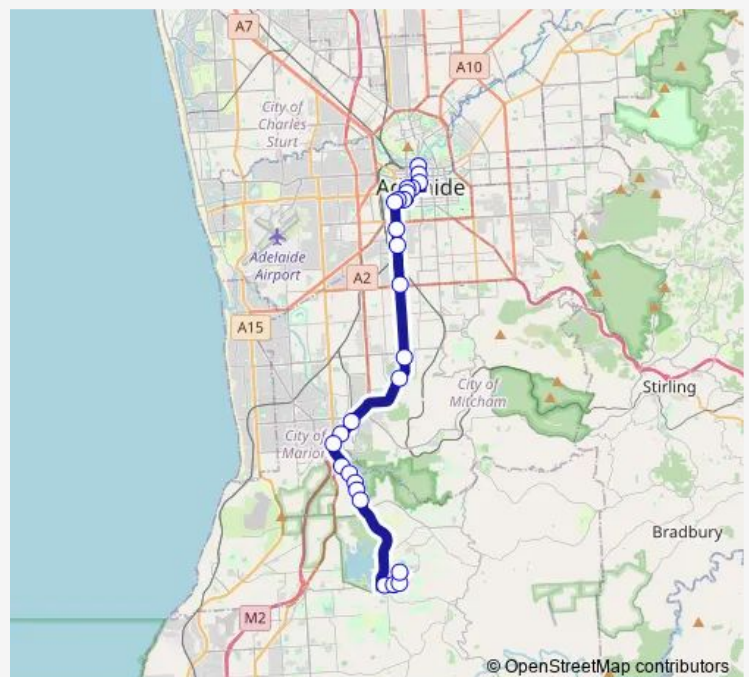 A7
A10
City of
Charles
Sturt
Adelaide
Adelaide
Airport
A2
A15
Stirling
City of
Mitcham
City of
Marion
Bradbury
M2
© OpenStreetMap contributors